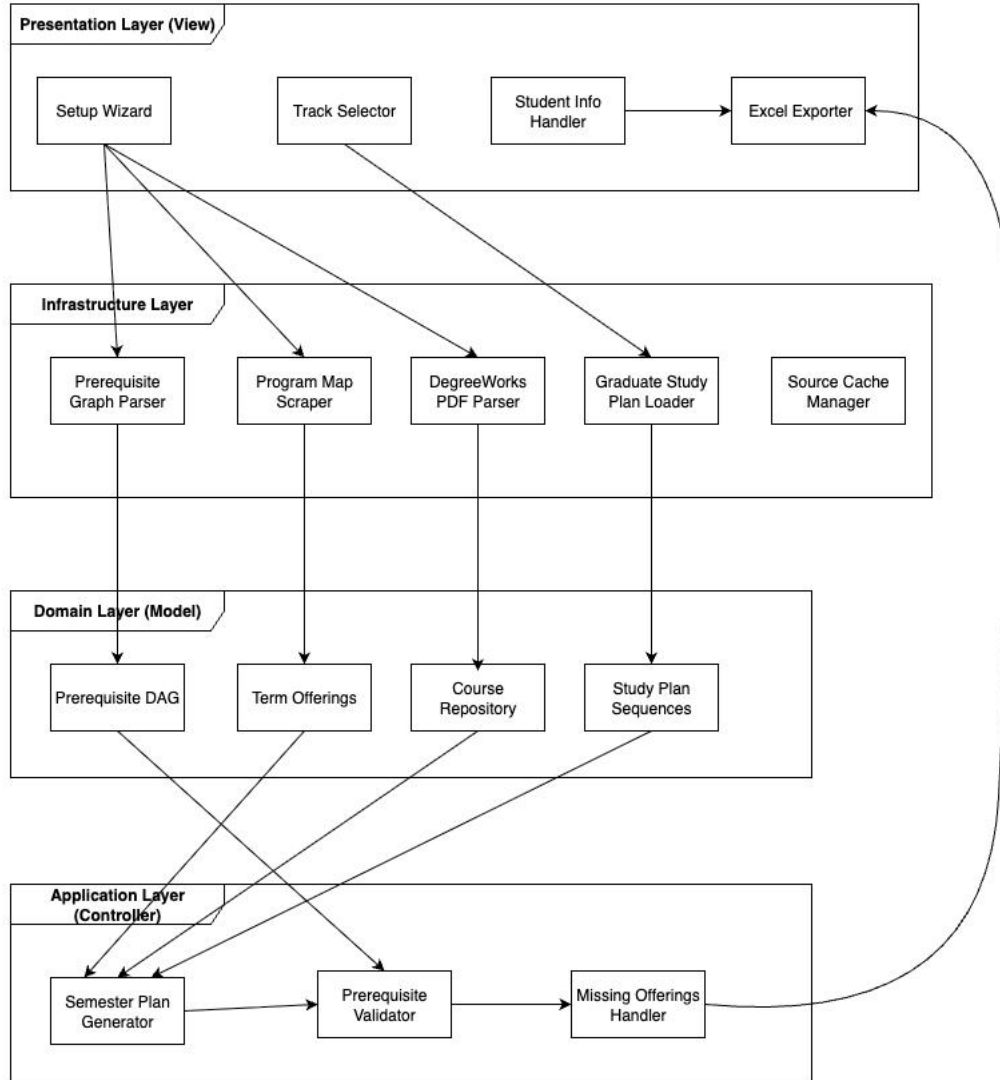 Presentation Layer (View)
Setup Wizard
Track Selector
Student Info
Handler
Excel Exporter
Infrastructure Layer
Prerequisite
Graph Parser
Program Map
Scraper
DegreeWorks
PDF Parser
Graduate Study
Plan Loader
Source Cache
Manager
Domain Layer (Model)
Prerequisite DAG
Term Offerings
Course
Repository
Study Plan
Sequences
Application Layer
(Controller)
Semester Plan
Generator
Prerequisite
Validator
Missing Offerings
Handler